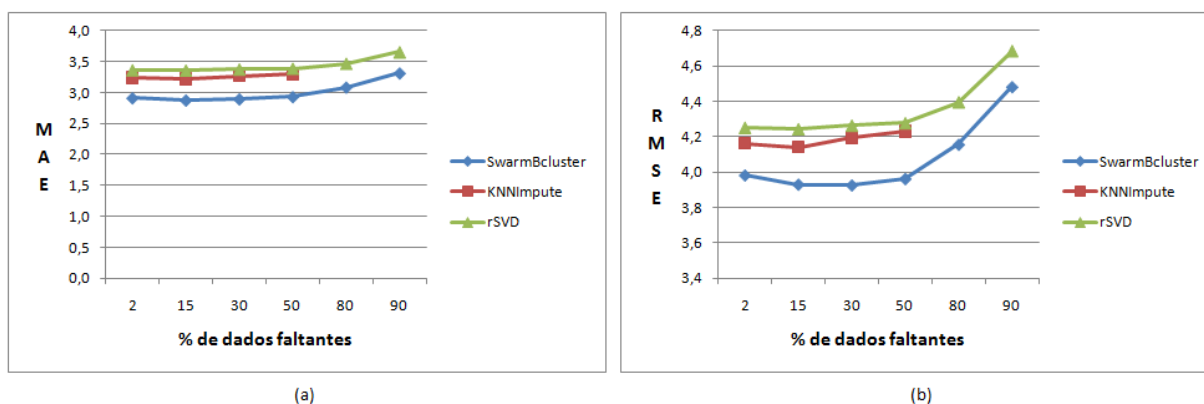 4,0
3,5
3,0
2,5
2,0
1,5
1,0
0,5
0,0
M
A
E
2 15 30 50 80 90
% de dados faltantes
SwarmBcluster
KNNImpute
rSVD
(a)
4,8
4,6
4,4
4,2
4,0
3,8
3,6
3,4
R
M
S
E
2 15 30 50 80 90
% de dados faltantes
SwarmBcluster
KNNImpute
rSVD
(b)